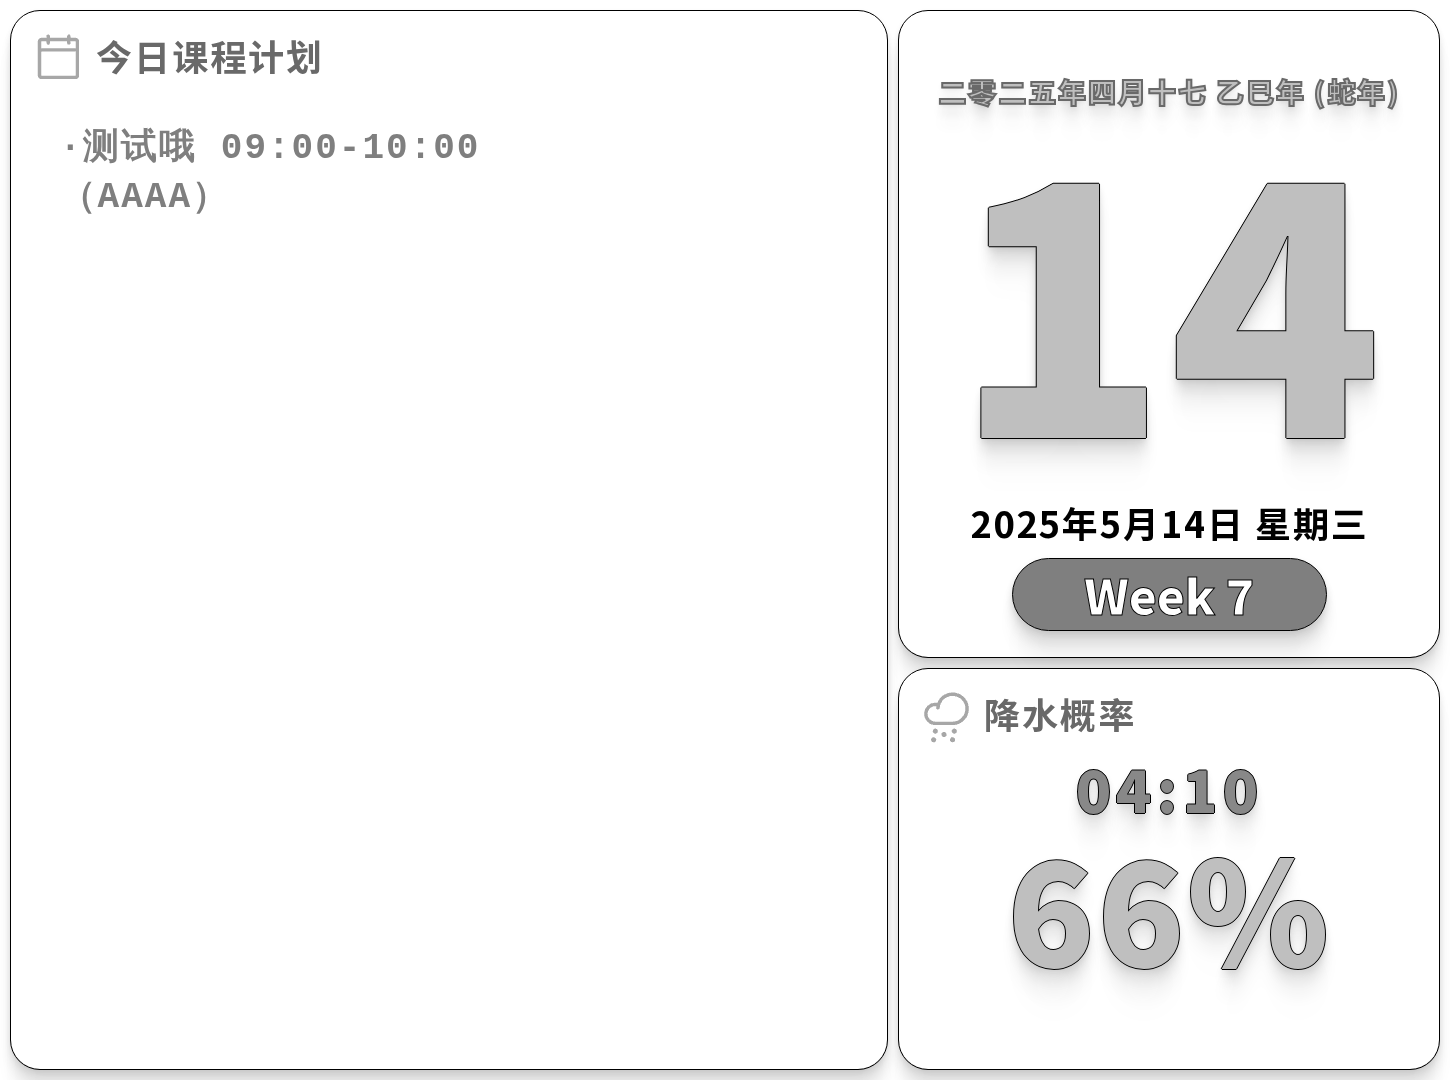 今日课程计划
·测试哦 09:00-10:00
（AAAA）
二零二五年四月十七 乙巳年 (蛇年)
14
2025年5月14日 星期三
Week 7
降水概率
04:10
66%